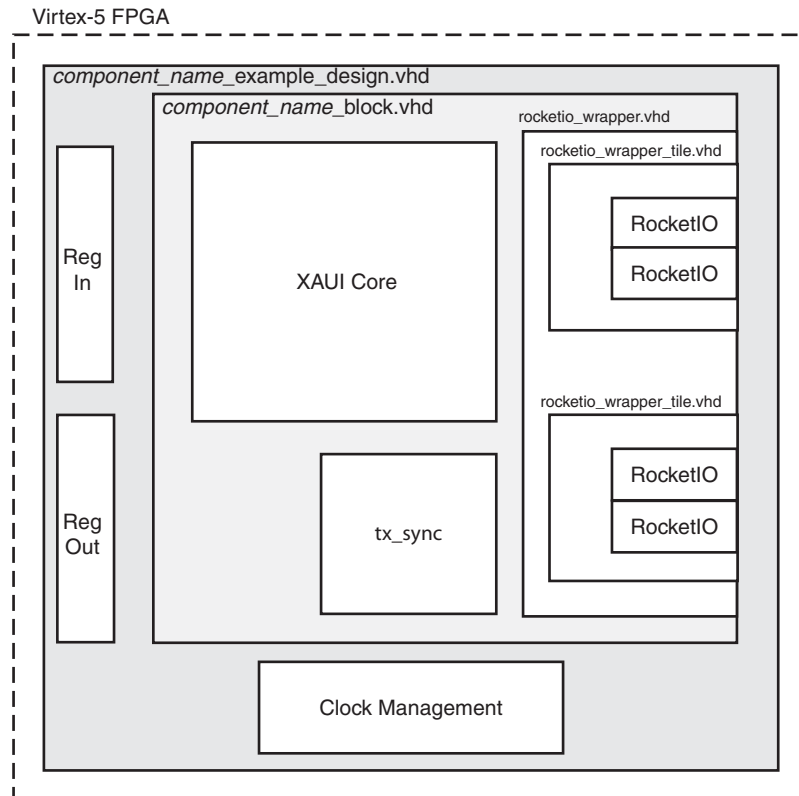 Virtex-5 FPGA
component_name_example_design.vhd
component_name_block.vhd
rocketio_wrapper.vhd
rocketio_wrapper_tile.vhd
RocketIO
RocketIO
Reg
In
XAUI Core
rocketio_wrapper_tile.vhd
RocketIO
RocketIO
Reg
Out
tx_sync
Clock Management